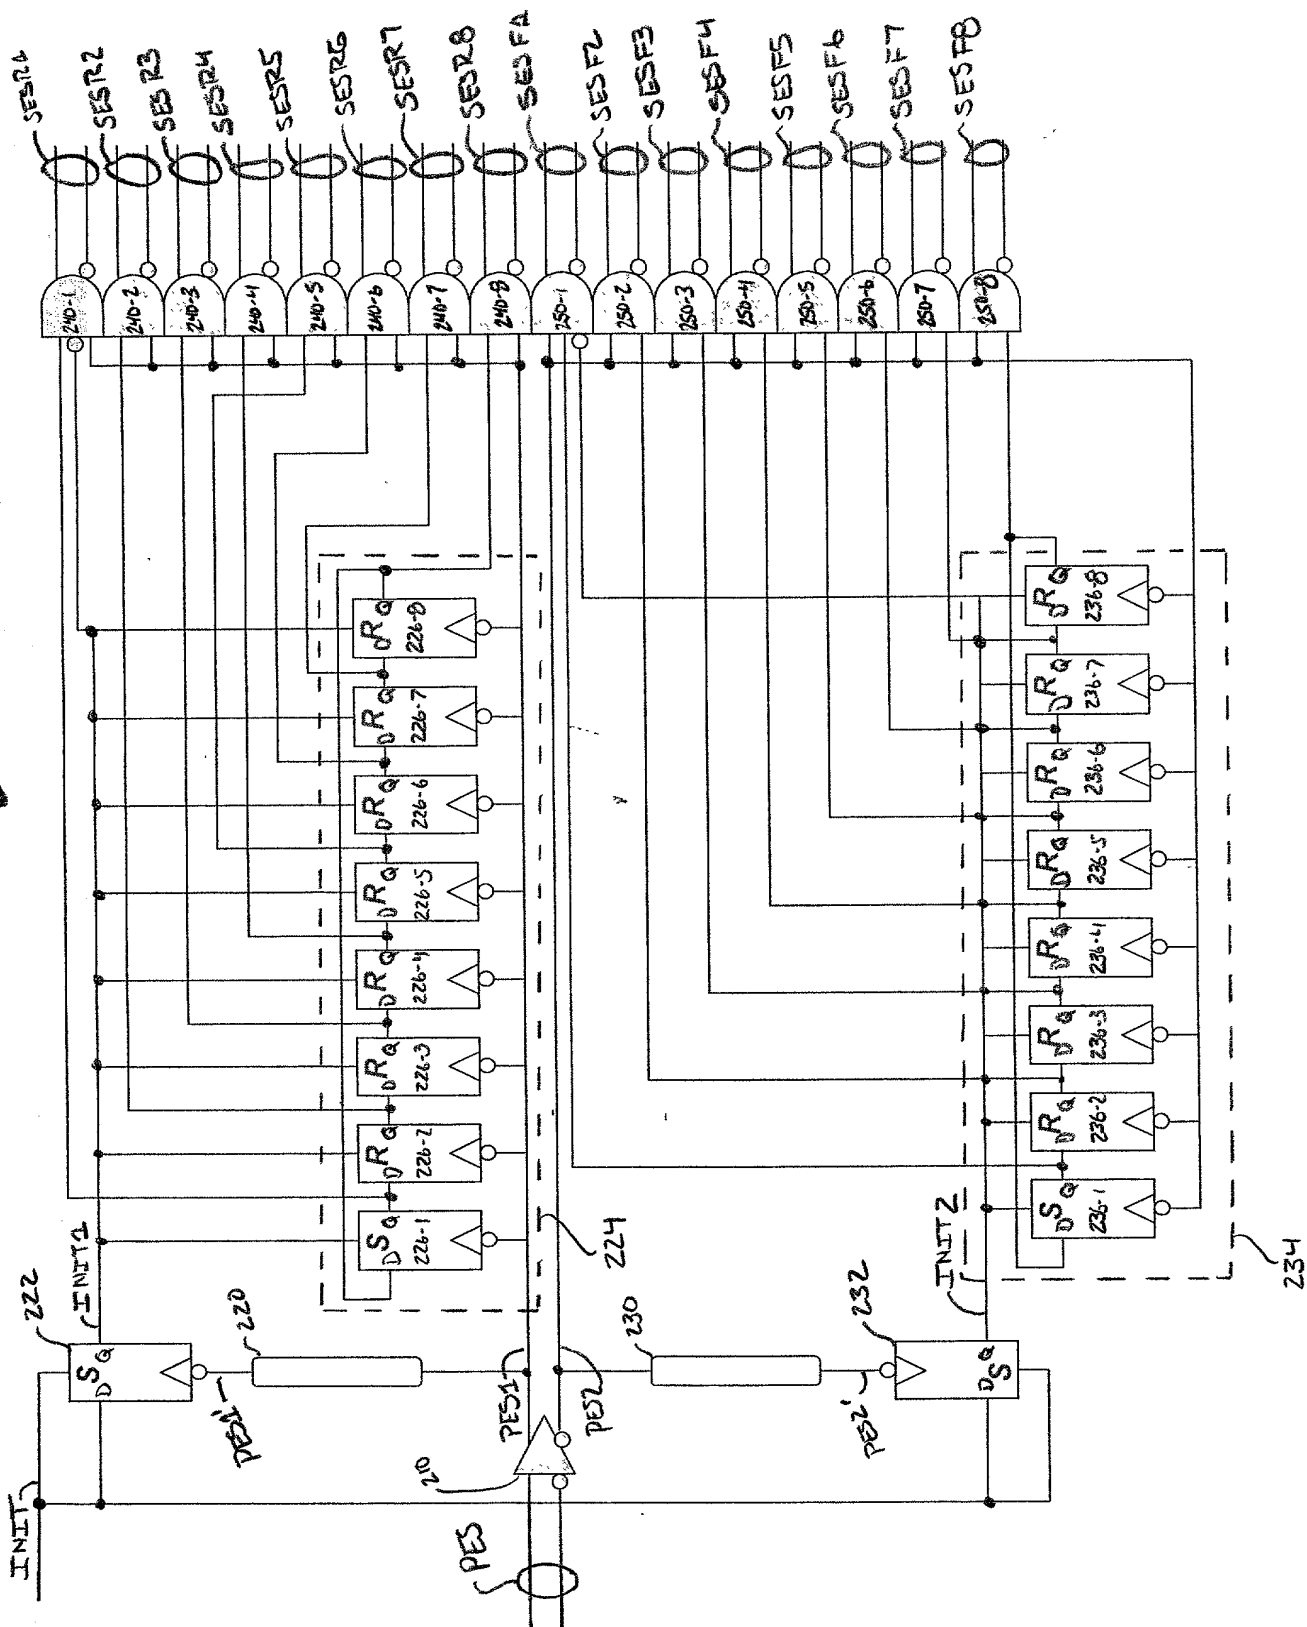 SESR1
SESR2
SESR3
SESR4
SESR5
SESR6
SESR7
SESR8
SESF1
SESF2
SESF3
SESF4
SESF5
SESF6
SESF7
SESF8
240-1
240-2
240-3
240-4
240-5
240-6
240-7
240-8
250-1
250-2
250-3
250-4
250-5
250-6
250-7
250-8
D R Q
226-8
D R Q
226-7
D R Q
226-6
D R Q
226-5
D R Q
226-4
D R Q
226-3
D R Q
226-2
D S Q
226-1
224
D R Q
236-8
D R Q
236-7
D R Q
236-6
D R Q
236-5
D R Q
236-4
D R Q
236-3
D R Q
236-2
D S Q
236-1
234
INIT
222
D S Q
INIT1
220
PES1'
PES1
210
PES
PES2
230
PES2'
232
D S Q
INIT2